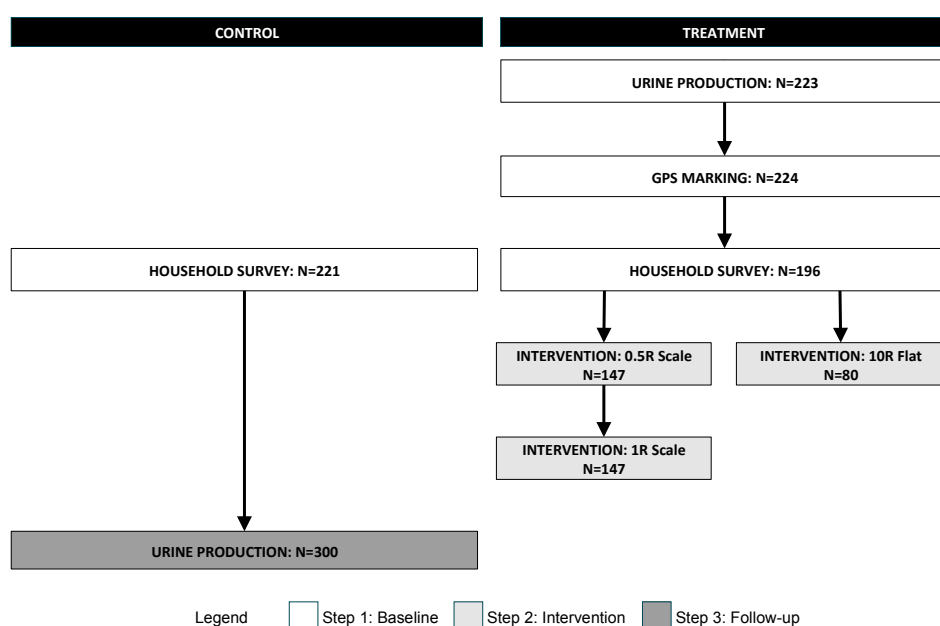 CONTROL
TREATMENT
URINE PRODUCTION: N=223
GPS MARKING: N=224
HOUSEHOLD SURVEY: N=221
HOUSEHOLD SURVEY: N=196
INTERVENTION: 0.5R Scale
N=147
INTERVENTION: 10R Flat
N=80
INTERVENTION: 1R Scale
N=147
URINE PRODUCTION: N=300
Legend
Step 1: Baseline
Step 2: Intervention
Step 3: Follow-up